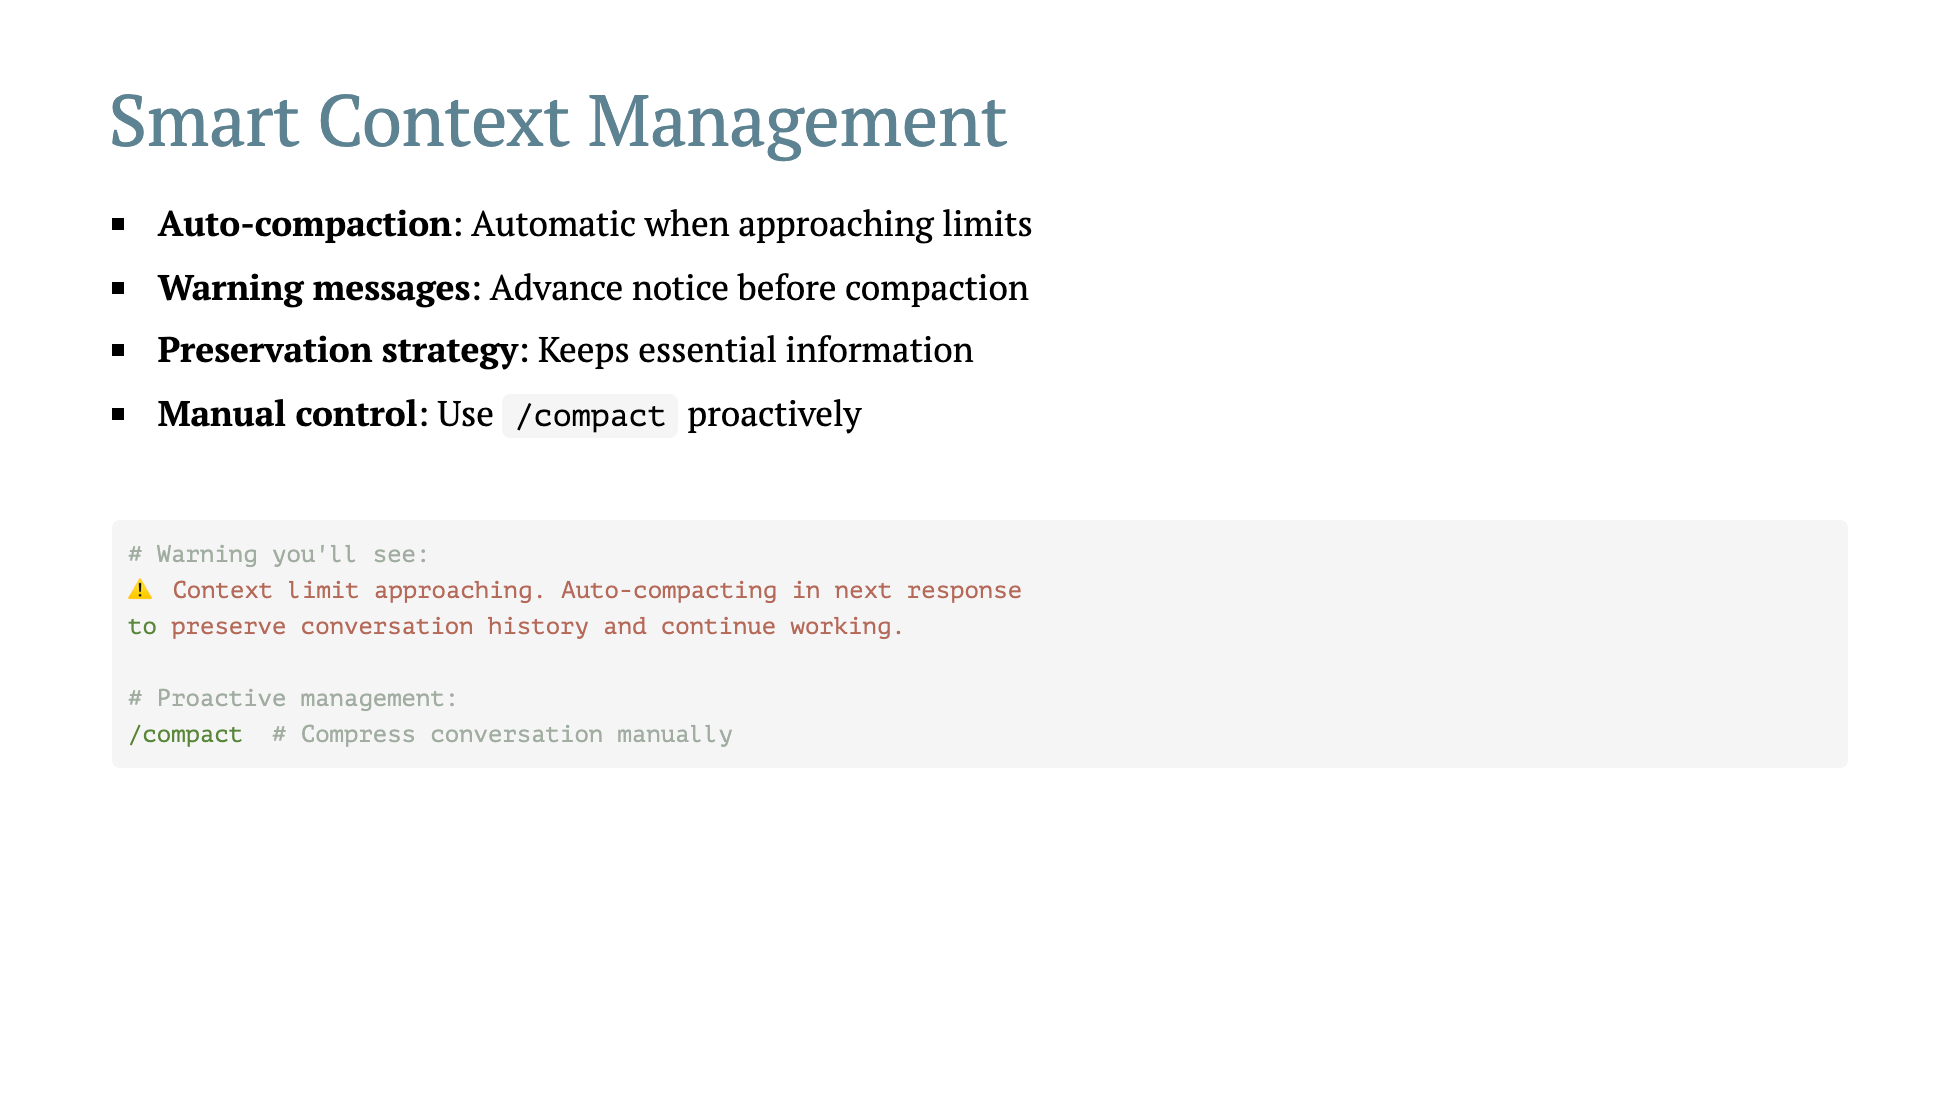 Smart Context Management
▪ Auto-compaction: Automatic when approaching limits
▪ Warning messages: Advance notice before compaction
▪ Preservation strategy: Keeps essential information
▪ Manual control: Use /compact proactively
# Warning you'll see:
⚠ Context limit approaching. Auto-compacting in next response
to preserve conversation history and continue working.
# Proactive management:
/compact  # Compress conversation manually